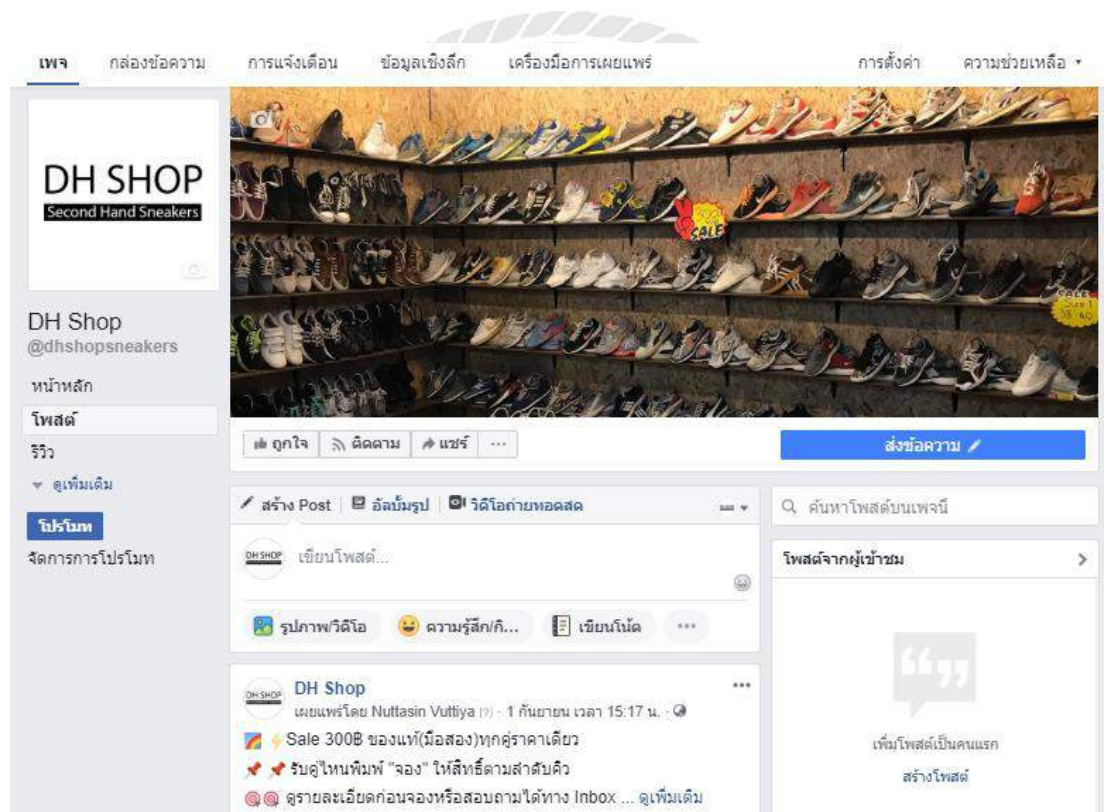 เพจ กล่องข้อความ การแจ้งเตือน ข้อมูลเชิงลึก เครื่องมือการเผยแพร่ การตั้งค่า ความช่วยเหลือ
DH SHOP
Second Hand Sneakers
SALE
SALE
Size 1
38-40
DH Shop
@dhshopsneakers
หน้าหลัก
โพสต์
รีวิว
ดูเพิ่มเติม
โปรโมท
จัดการการโปรโมท
ถูกใจ ติดตาม แชร์ ...
ส่งข้อความ
สร้าง Post อัลบั้มรูป วิดีโอถ่ายทอดสด
DH SHOP เขียนโพสต์...
รูปภาพ/วิดีโอ ความรู้สึก/กิ... เขียนโน้ต ...
DH SHOP DH Shop
เผยแพร่โดย Nuttasin Vuttiya [?] · 1 กันยายน เวลา 15:17 น. ·
Sale 300฿ ของแท้(มือสอง)ทุกคู่ราคาเดียว
รับคู่ไหนพิมพ์ "จอง" ให้สิทธิ์ตามลำดับคิว
ดูรายละเอียดก่อนจองหรือสอบถามได้ทาง Inbox ... ดูเพิ่มเติม
ค้นหาโพสต์บนเพจนี้
โพสต์จากผู้เข้าชม
เพิ่มโพสต์เป็นคนแรก
สร้างโพสต์